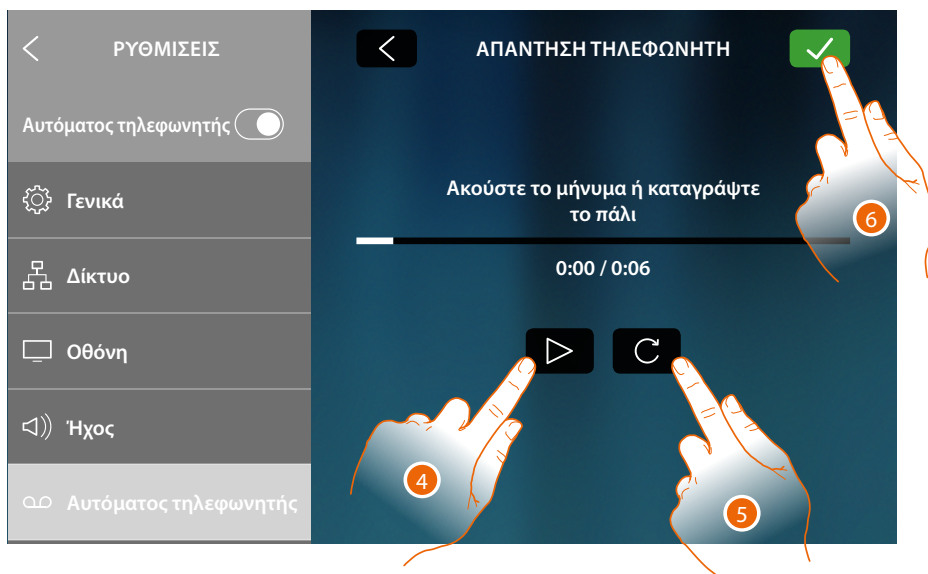 ΡΥΘΜΙΣΕΙΣ
Αυτόματος τηλεφωνητής
Γενικά
Δίκτυο
Οθόνη
Ήχος
Αυτόματος τηλεφωνητής
ΑΠΑΝΤΗΣΗ ΤΗΛΕΦΩΝΗΤΗ
Ακούστε το μήνυμα ή καταγράψτε
το πάλι
0:00 / 0:06
4
5
6